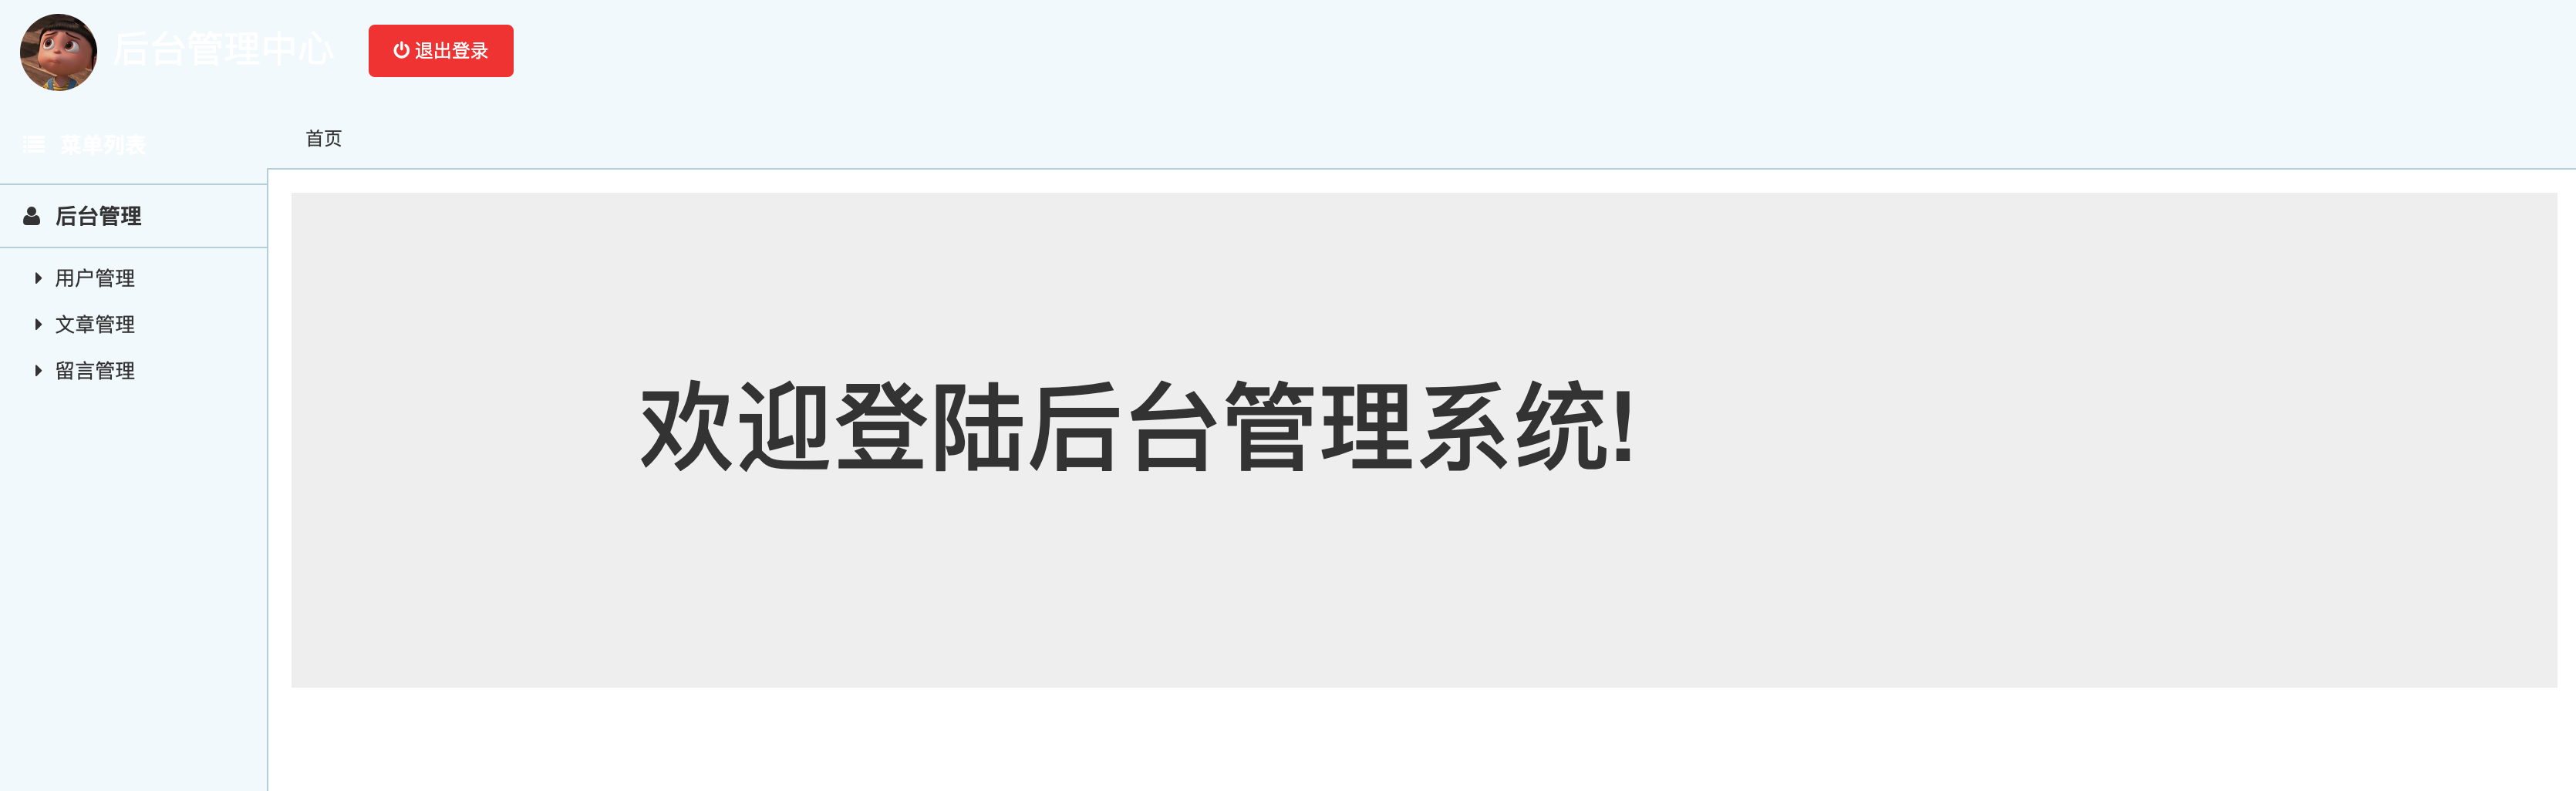 后台管理中心
退出登录
菜单列表
首页
后台管理
用户管理
文章管理
留言管理
欢迎登陆后台管理系统!